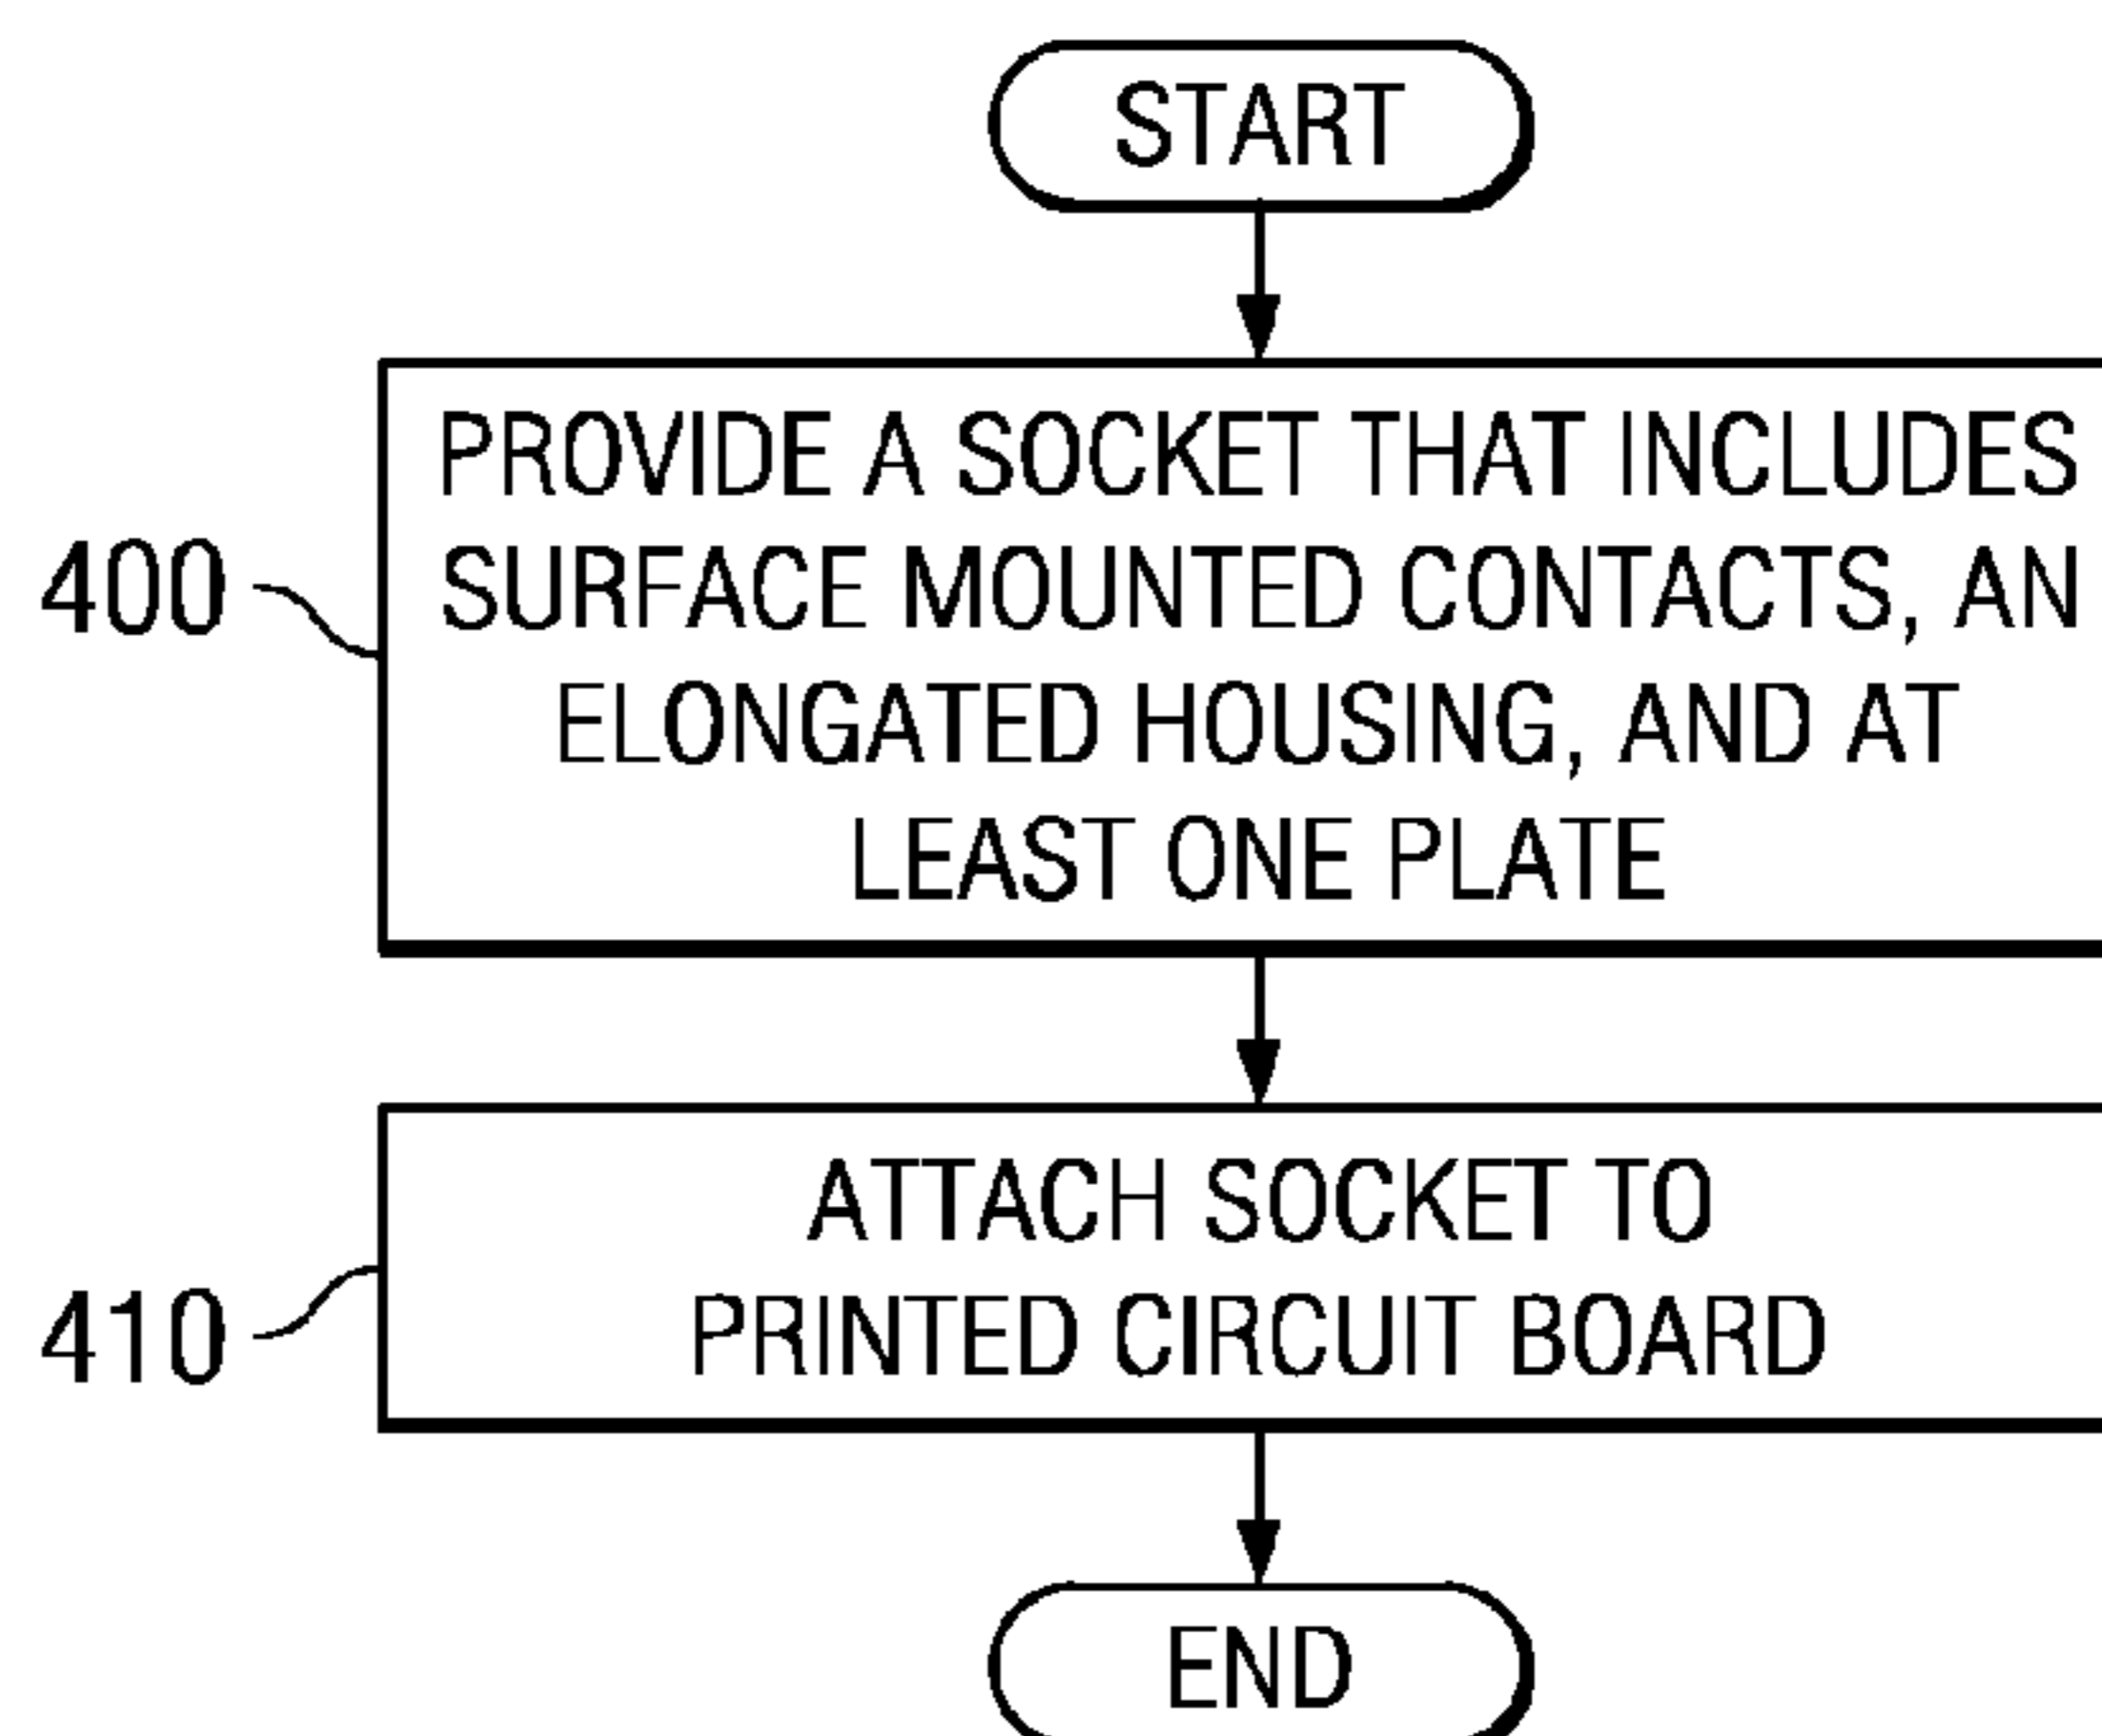 START
PROVIDE A SOCKET THAT INCLUDES
SURFACE MOUNTED CONTACTS, AN
ELONGATED HOUSING, AND AT
LEAST ONE PLATE
400
ATTACH SOCKET TO
PRINTED CIRCUIT BOARD
410
END